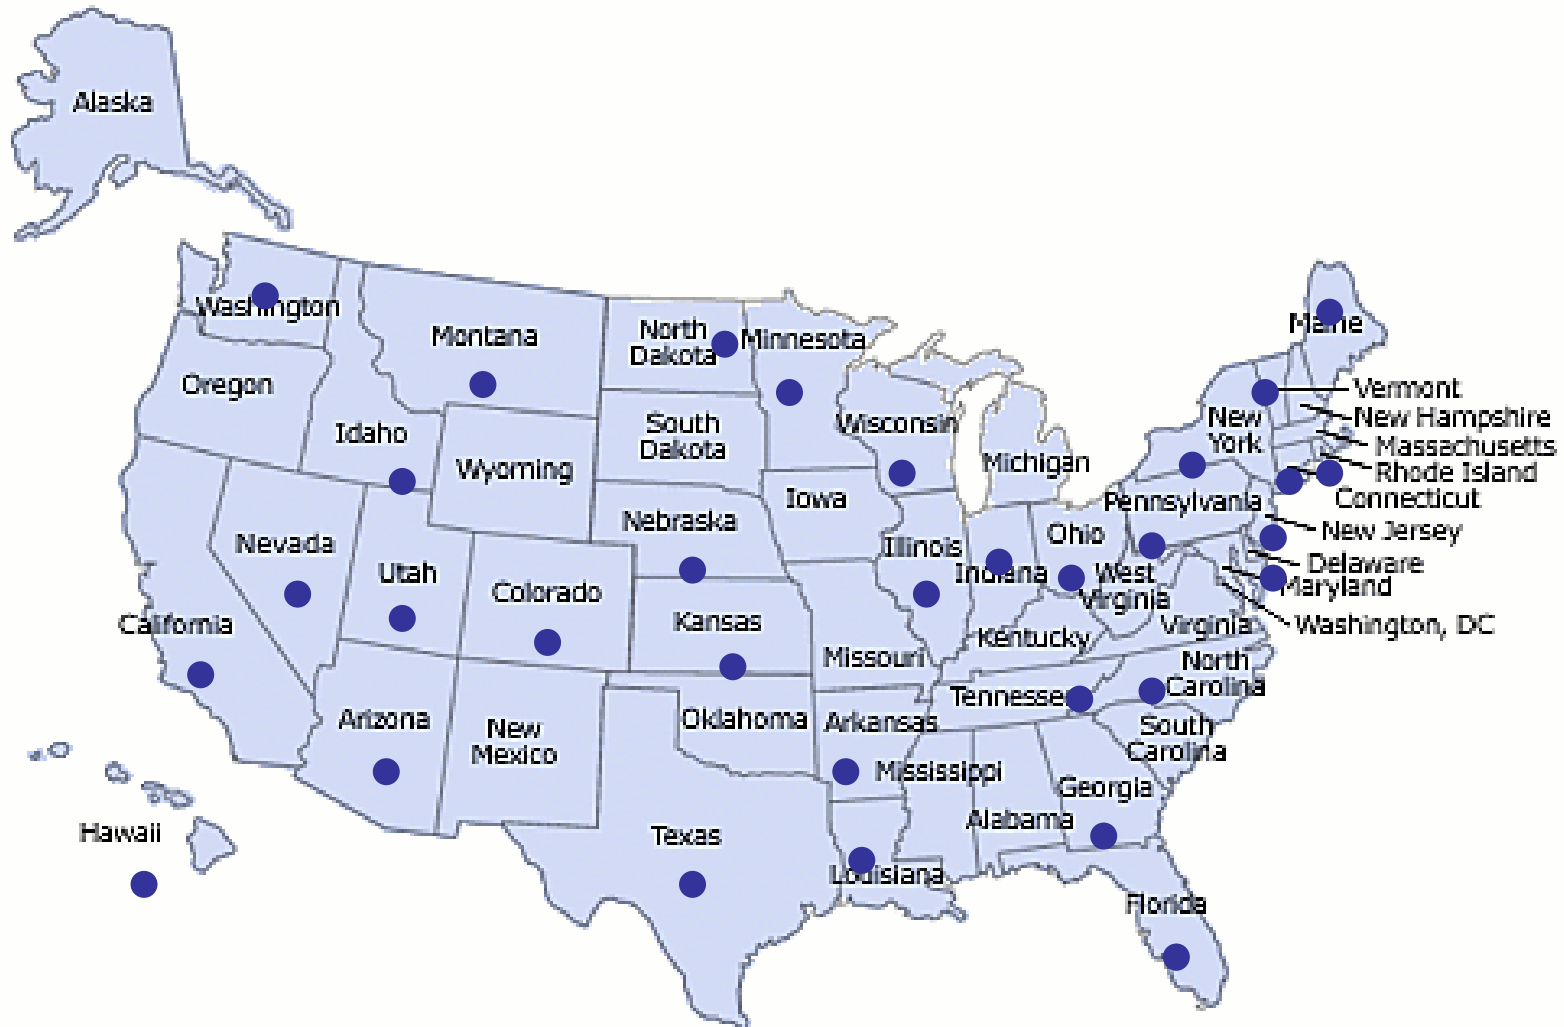 Alaska
Washington
Montana
North
Dakota
Minnesota
Maine
Oregon
Idaho
Wyoming
South
Dakota
Wisconsin
Michigan
New
York
Vermont
New Hampshire
Massachusetts
Rhode Island
Connecticut
New Jersey
Delaware
Maryland
Washington, DC
Iowa
Nebraska
Pennsylvania
Nevada
Utah
Colorado
Illinois
Indiana
Ohio
West
Virginia
California
Kansas
Missouri
Kentucky
Virginia
Arizona
New
Mexico
Oklahoma
Arkansas
Tennessee
North
Carolina
South
Carolina
Mississippi
Alabama
Georgia
Hawaii
Texas
Louisiana
Florida